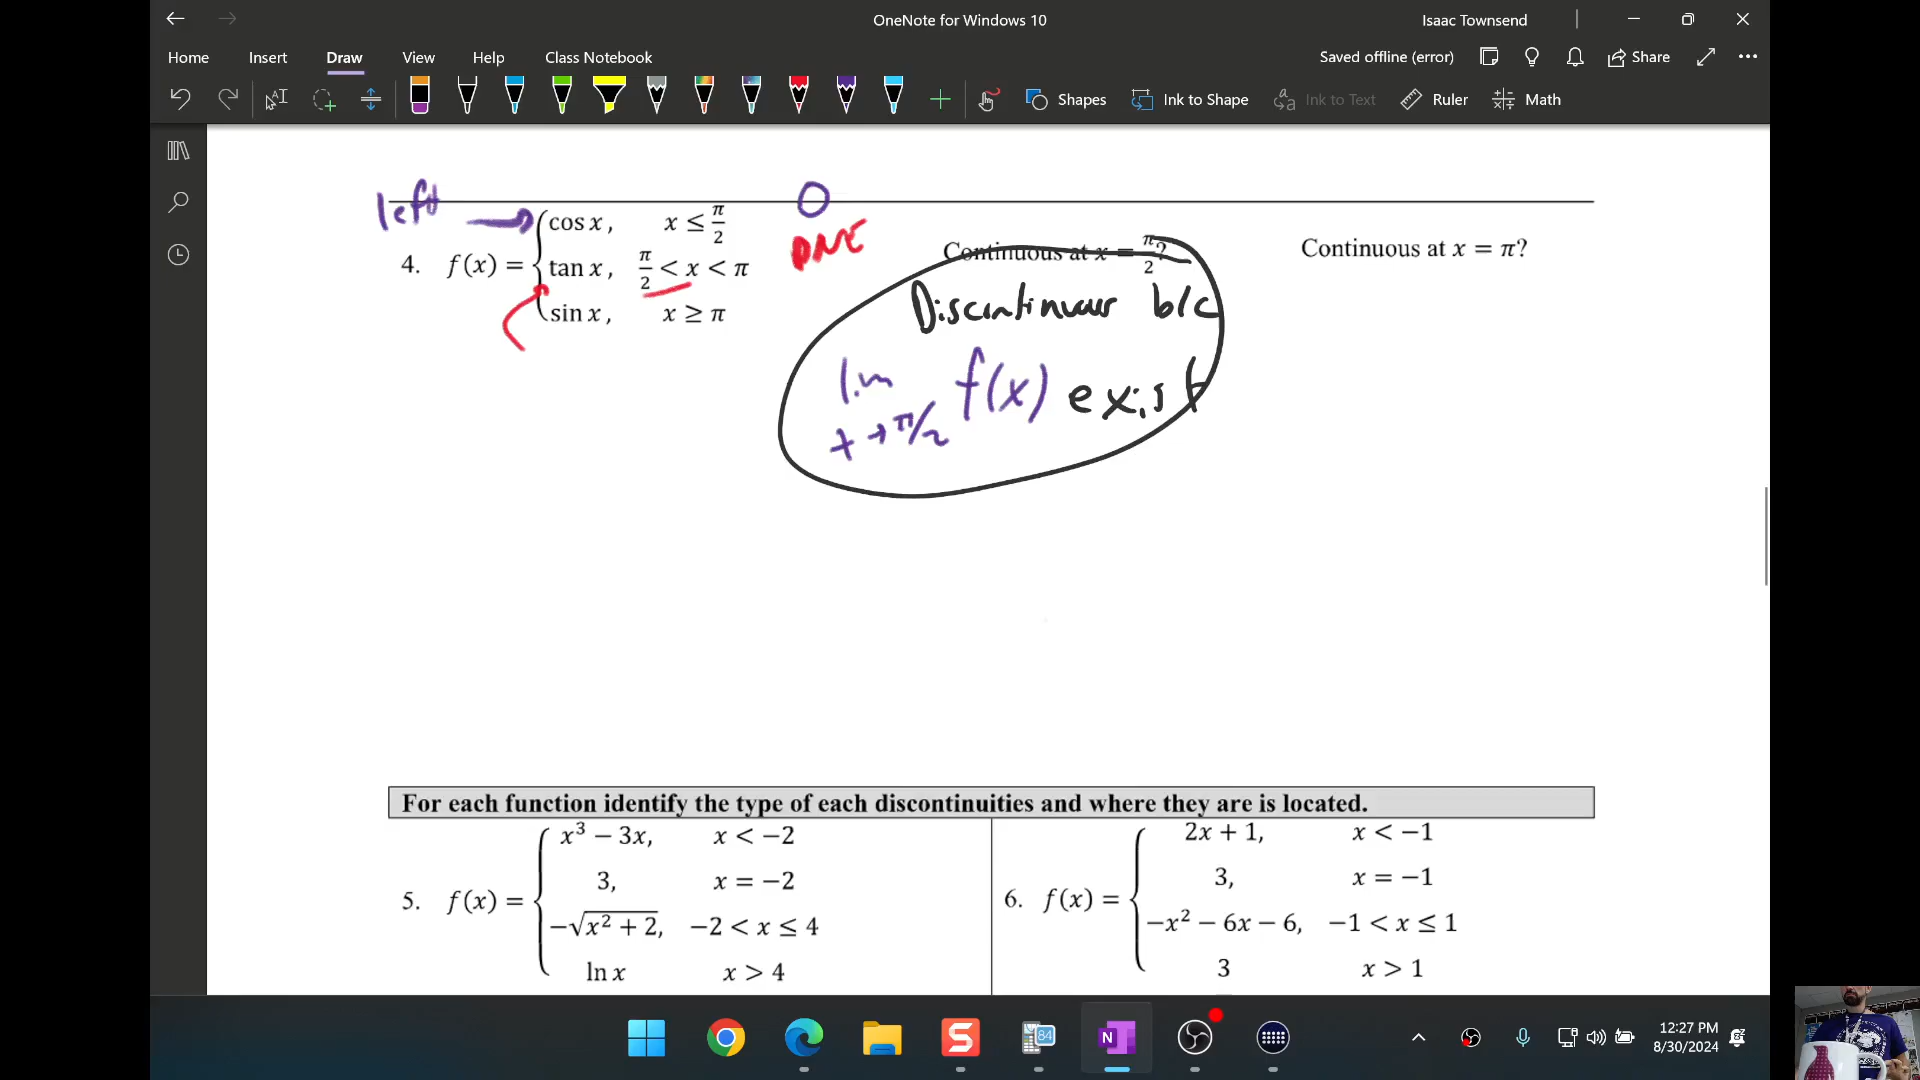 OneNote for Windows 10
Isaac Townsend
Home Insert Draw View Help Class Notebook
Saved offline (error) Share
84
Shapes Ink to Shape Ink to Text Ruler Math
left
0
DNE
4. f(x) = { cos x, x ≤ π/2
tan x, π/2 < x < π
sin x, x ≥ π
Continuous at x = π/2?
Discontinuous b/c
lim f(x) exist
x→π/2
Continuous at x = π?
For each function identify the type of each discontinuities and where they are is located.
5. f(x) = { x³ − 3x, x < −2
3, x = −2
−√(x² + 2), −2 < x ≤ 4
ln x x > 4
6. f(x) = { 2x + 1, x < −1
3, x = −1
−x² − 6x − 6, −1 < x ≤ 1
3 x > 1
12:27 PM
8/30/2024